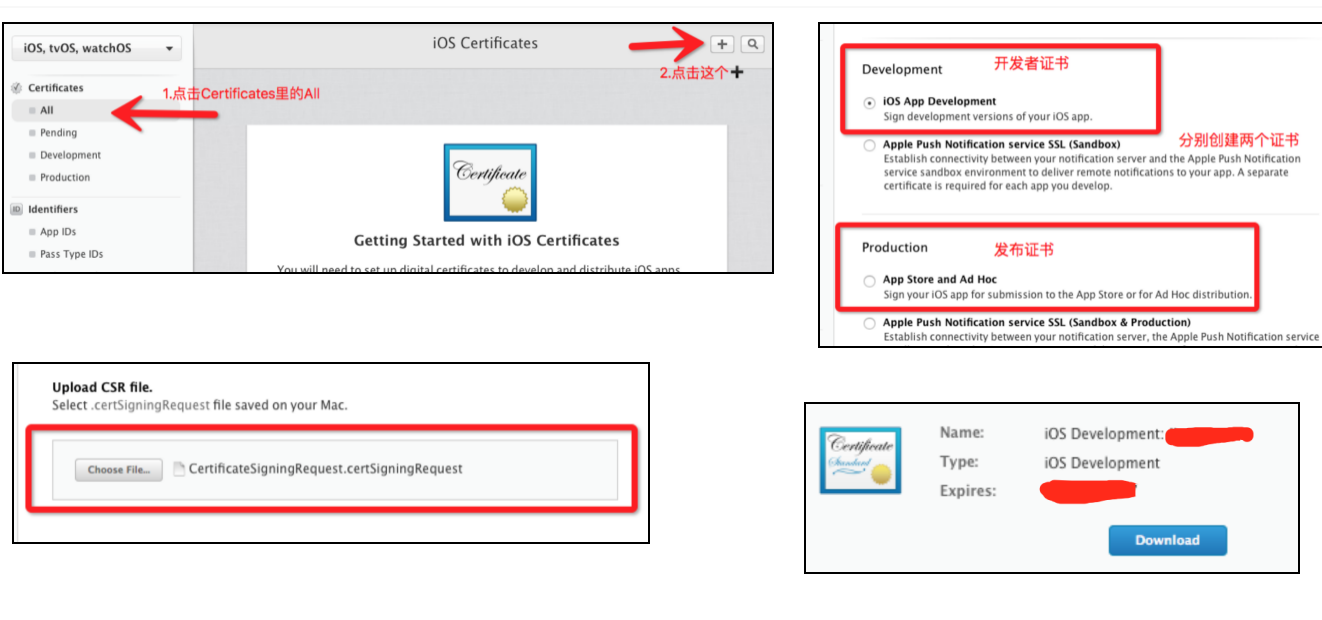 iOS, tvOS, watchOS
iOS Certificates
2.点击这个+
Certificates
1.点击Certificates里的All
All
Pending
Development
Production
ID
Identifiers
App IDs
Pass Type IDs
Certificate
Getting Started with iOS Certificates
You will need to set up digital certificates to develop and distribute iOS apps
Development
开发者证书
iOS App Development
Sign development versions of your iOS app.
分别创建两个证书
Apple Push Notification service SSL (Sandbox)
Establish connectivity between your notification server and the Apple Push Notification
service sandbox environment to deliver remote notifications to your app. A separate
certificate is required for each app you develop.
Production
发布证书
App Store and Ad Hoc
Sign your iOS app for submission to the App Store or for Ad Hoc distribution.
Apple Push Notification service SSL (Sandbox & Production)
Establish connectivity between your notification server, the Apple Push Notification service
Upload CSR file.
Select .certSigningRequest file saved on your Mac.
Choose File...
CertificateSigningRequest.certSigningRequest
Certificate
Standard
Name:
iOS Development:
Type:
iOS Development
Expires:
Download